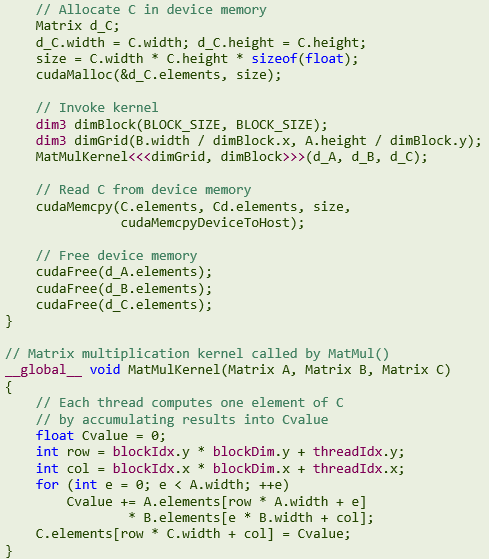 // Allocate C in device memory
Matrix d_C;
d_C.width = C.width; d_C.height = C.height;
size = C.width * C.height * sizeof(float);
cudaMalloc(&d_C.elements, size);
// Invoke kernel
dim3 dimBlock(BLOCK_SIZE, BLOCK_SIZE);
dim3 dimGrid(B.width / dimBlock.x, A.height / dimBlock.y);
MatMulKernel<<<dimGrid, dimBlock>>>(d_A, d_B, d_C);
// Read C from device memory
cudaMemcpy(C.elements, Cd.elements, size,
cudaMemcpyDeviceToHost);
// Free device memory
cudaFree(d_A.elements);
cudaFree(d_B.elements);
cudaFree(d_C.elements);
}
// Matrix multiplication kernel called by MatMul()
__global__ void MatMulKernel(Matrix A, Matrix B, Matrix C)
{
// Each thread computes one element of C
// by accumulating results into Cvalue
float Cvalue = 0;
int row = blockIdx.y * blockDim.y + threadIdx.y;
int col = blockIdx.x * blockDim.x + threadIdx.x;
for (int e = 0; e < A.width; ++e)
Cvalue += A.elements[row * A.width + e]
* B.elements[e * B.width + col];
C.elements[row * C.width + col] = Cvalue;
}